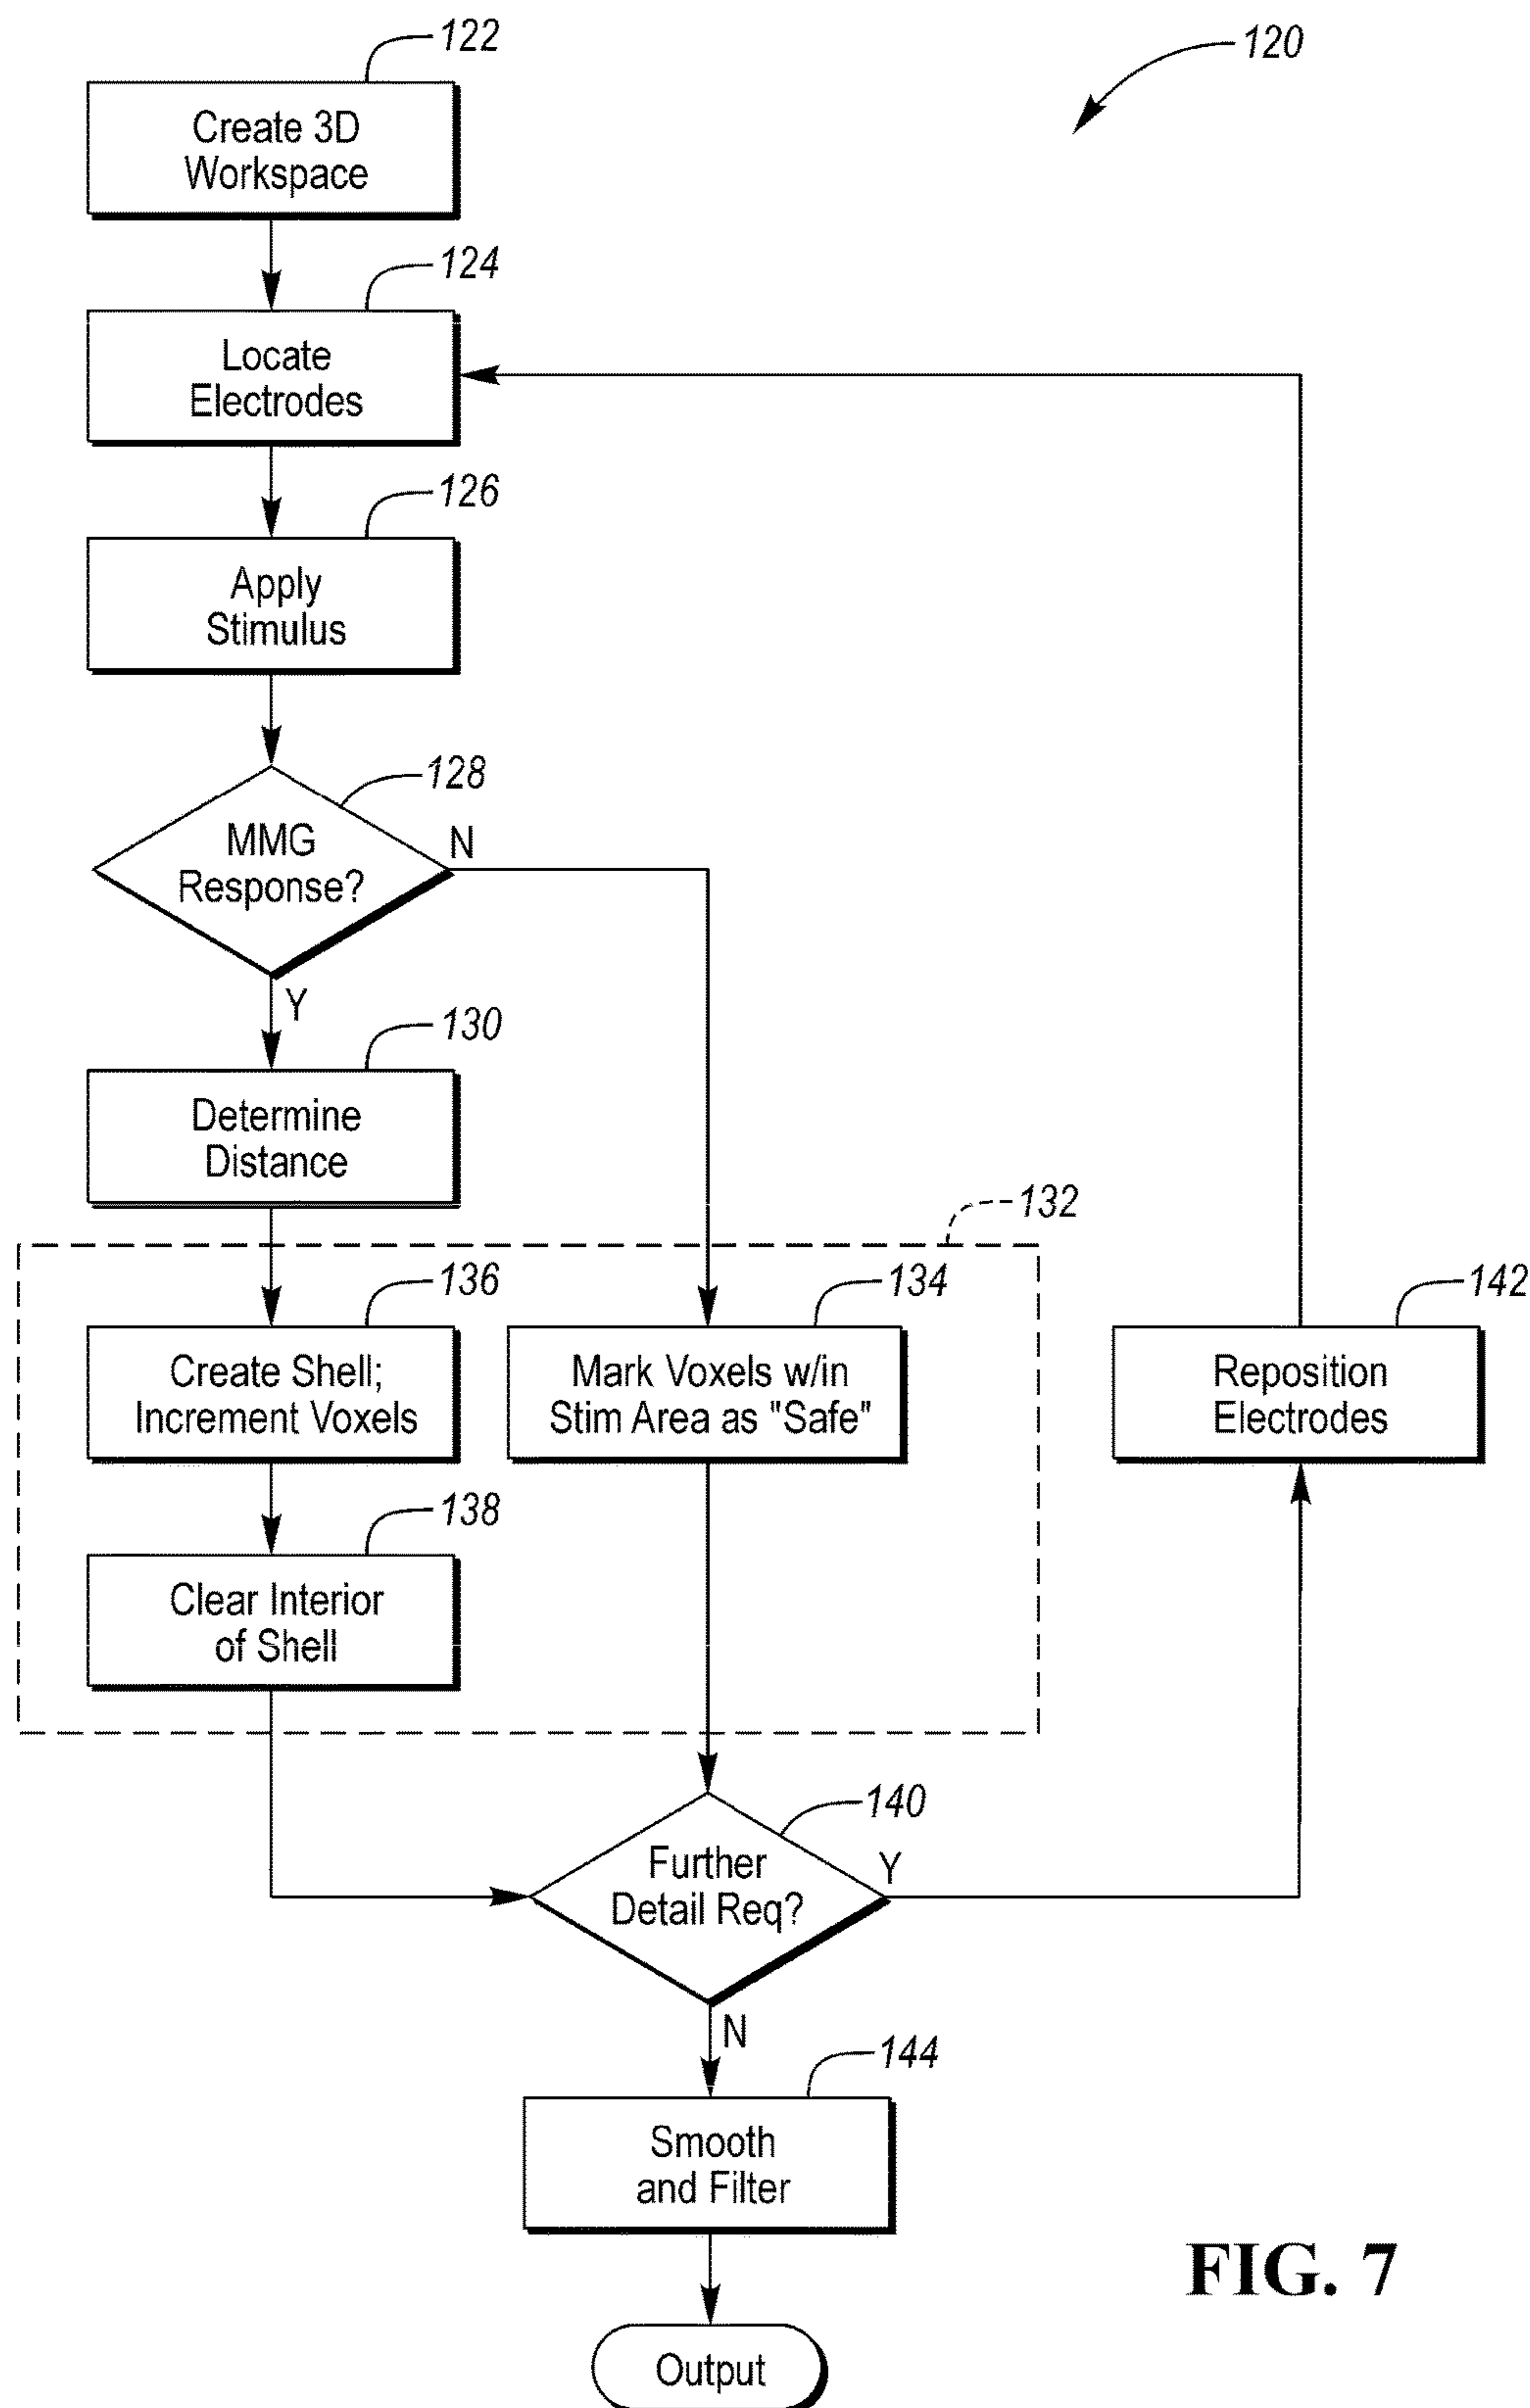 122
120
Create 3D
Workspace
124
Locate
Electrodes
126
Apply
Stimulus
128
MMG
Response?
N
Y
130
Determine
Distance
132
136
134
142
Create Shell;
Increment Voxels
Mark Voxels w/in
Stim Area as "Safe"
Reposition
Electrodes
138
Clear Interior
of Shell
140
Further
Detail Req?
Y
N
144
Smooth
and Filter
FIG. 7
Output